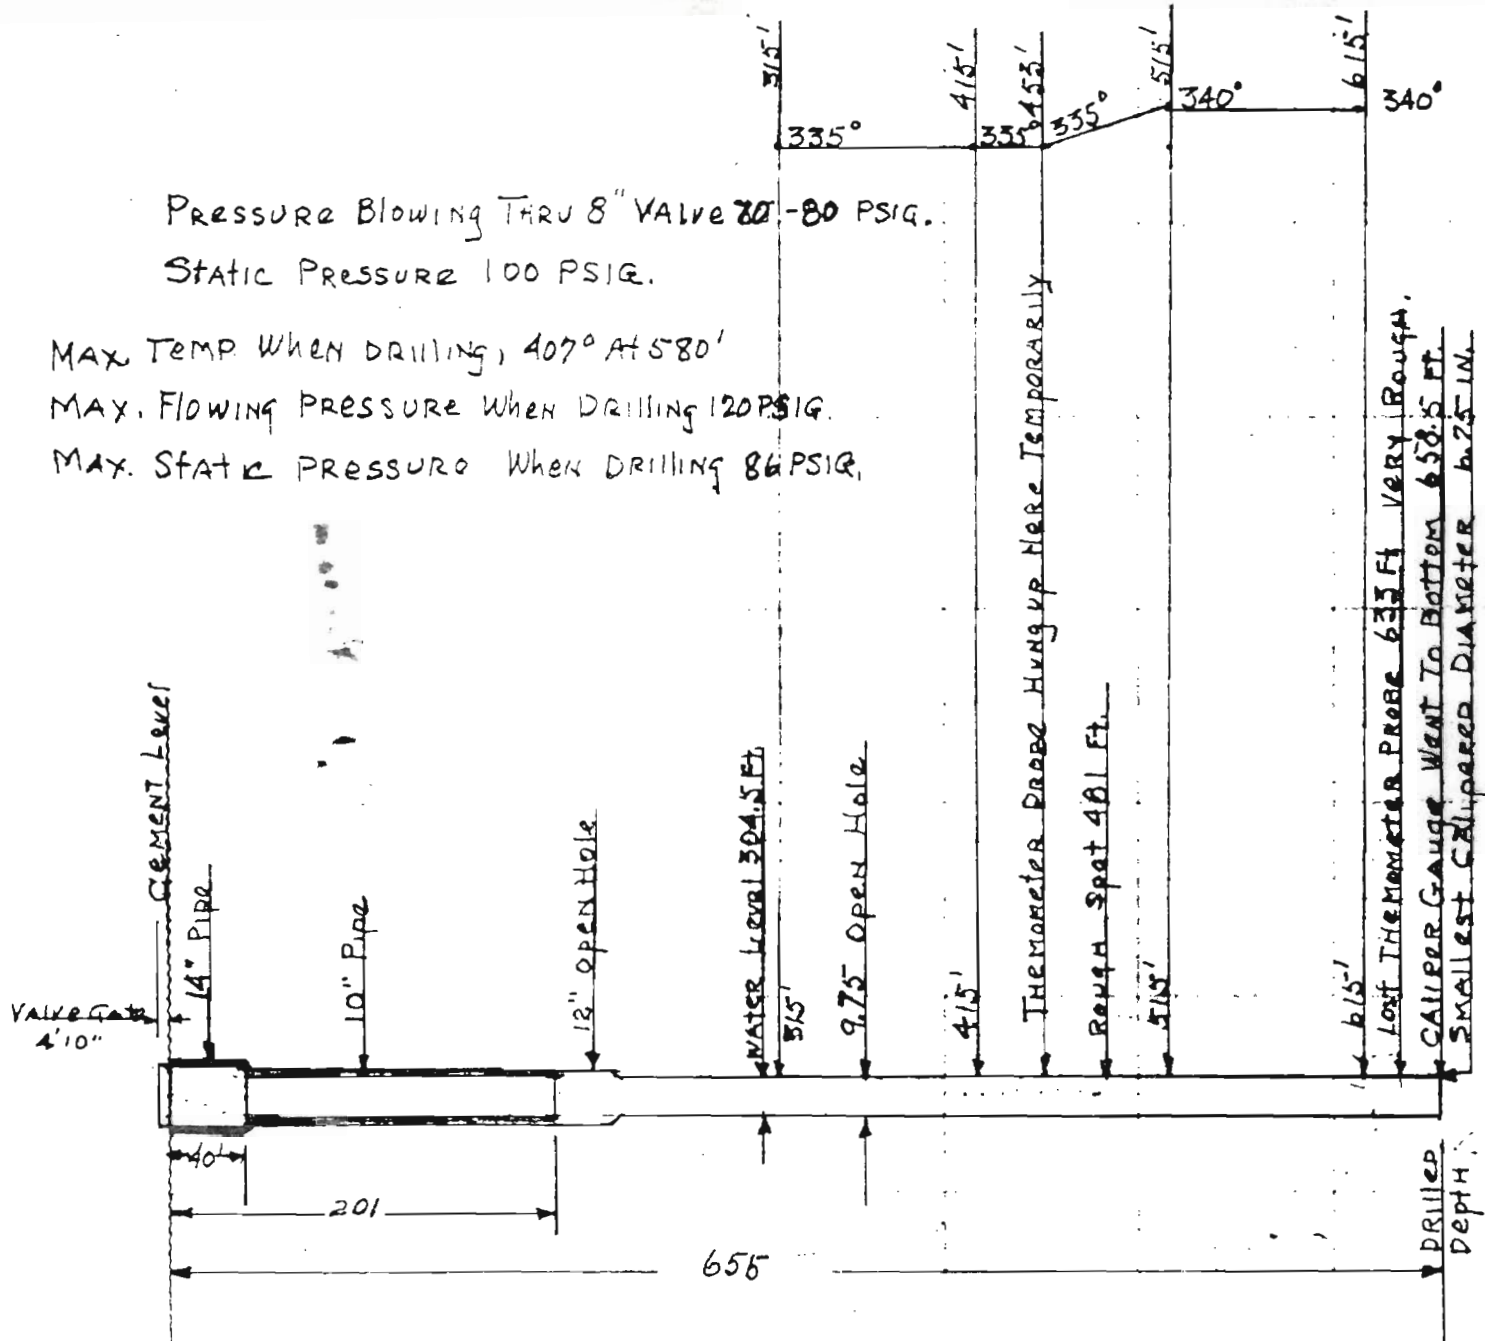 315'
415'
453'
515'
615'
335°
335°
335°
340°
340°
PRESSURE BLOWING THRU 8" VALVE -80 PSIG.
STATIC PRESSURE 100 PSIG.
MAX TEMP. WHEN DRILLING, 407° At 580'
MAX. FLOWING PRESSURE WHEN DRILLING 120 PSIG.
MAX. STATIC PRESSURO WHEN DRILLING 86 PSIG.
CEMENT Level
14" PIPE
10" PIPE
12" OPEN HOLE
WATER LEVEL 304.5 Ft.
315'
9.75 OPEN HOLE
415'
THEMOMETER PROBE HUNG UP HERE TEMPORARILY
ROUGH SPOT 481 Ft.
515'
615'
LOST THEMOMETER PROBE 633 Ft VERY ROUGH.
CALIPER GAUGE WENT TO BOTTOM 658.5 FT.
SMALLEST CALIPERED DIAMETER 6.25 IN.
VALVE GATE
4'10"
40'
201
655
DRILLED
DEPTH